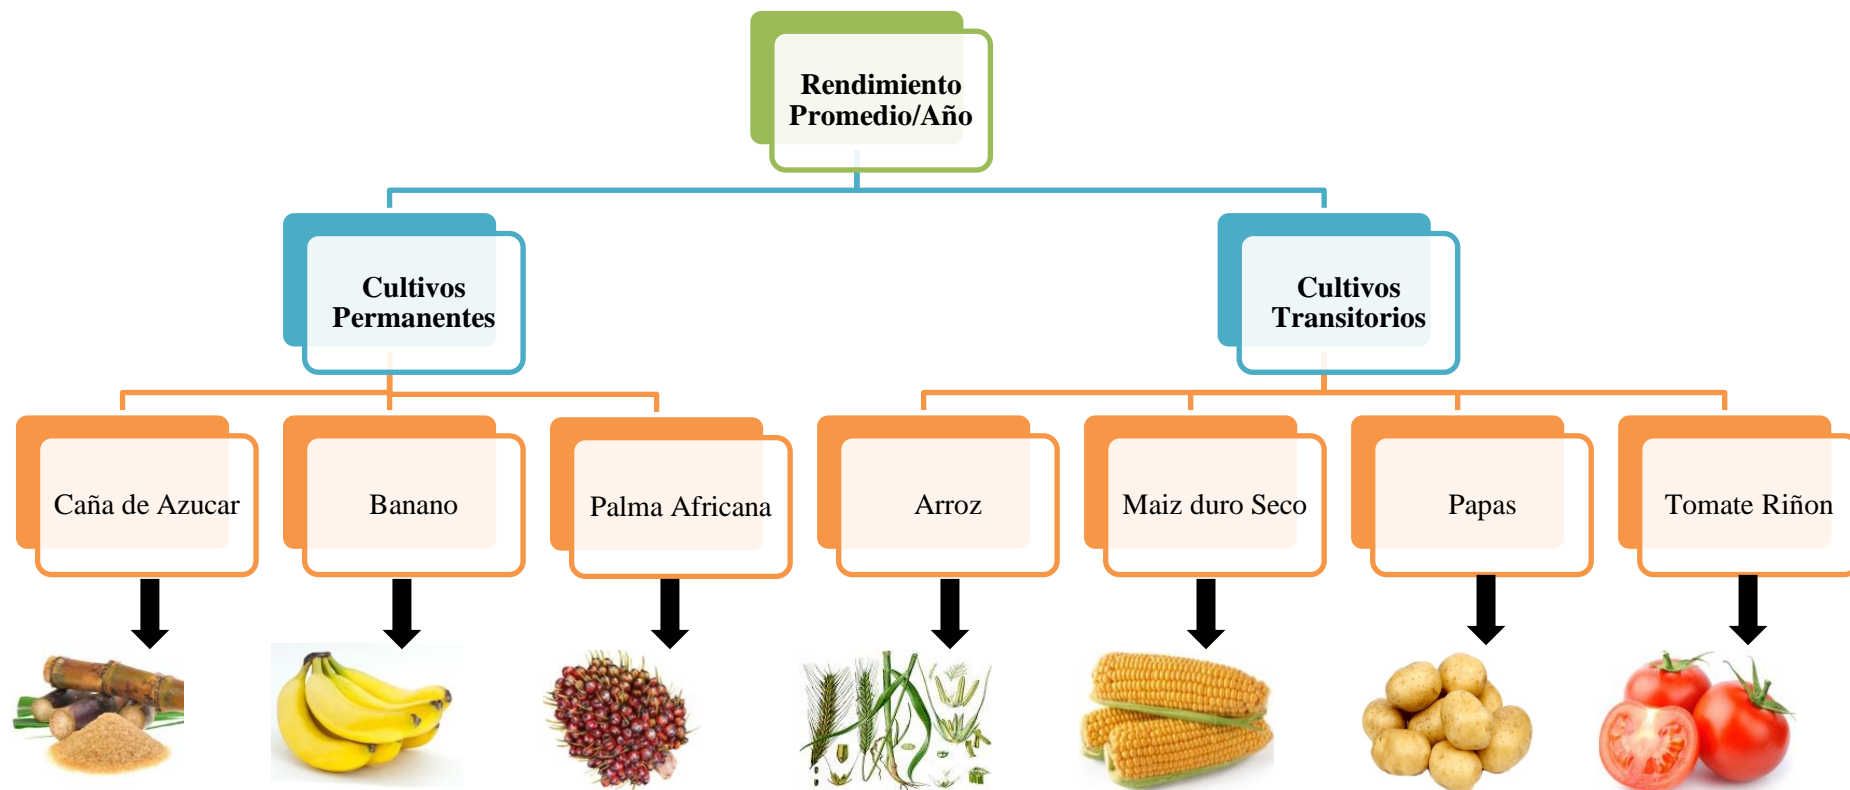 Rendimiento
Promedio/Año
Cultivos
Permanentes
Cultivos
Transitorios
Caña de Azucar
Banano
Palma Africana
Arroz
Maiz duro Seco
Papas
Tomate Riñon